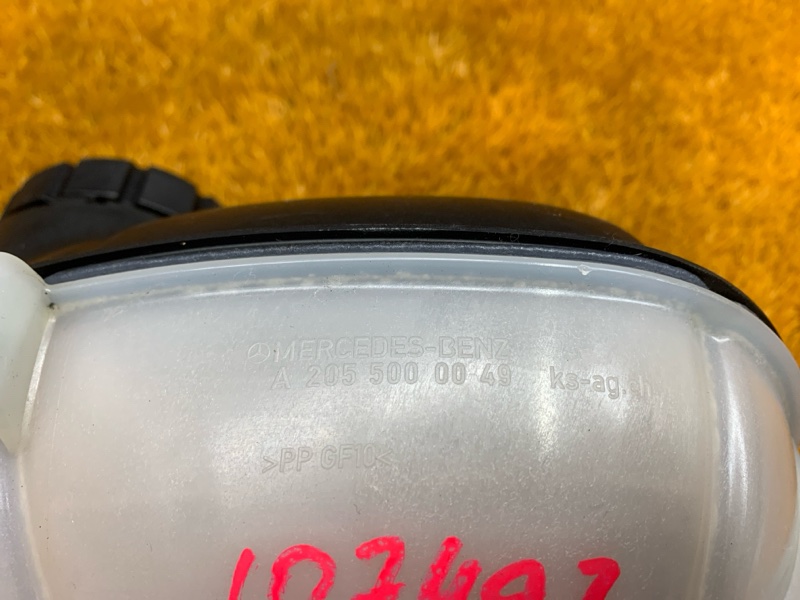 MERCEDES-BENZ
A 205 500 00 49 ks-ag.ch
>PP GF10<